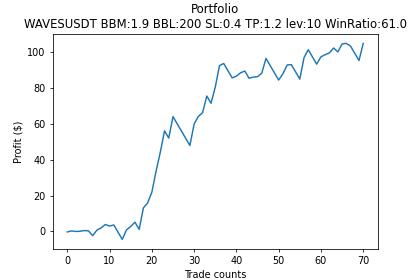 Portfolio
WAVESUSDT BBM:1.9 BBL:200 SL:0.4 TP:1.2 lev:10 WinRatio:61.0
100
80
60
40
20
0
Profit ($)
0 10 20 30 40 50 60 70
Trade counts